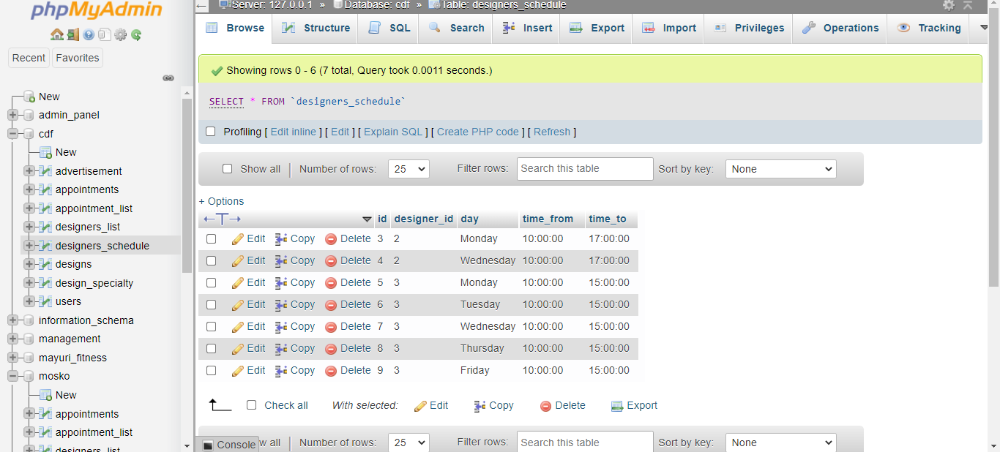 phpMyAdmin
Recent Favorites
New
admin_panel
cdf
New
advertisement
appointments
appointment_list
designers_list
designers_schedule
designs
design_specialty
users
information_schema
management
mayuri_fitness
mosko
New
appointments
appointment_list
designers_list
Server: 127.0.0.1 » Database: cdf » Table: designers_schedule
Browse Structure SQL Search Insert Export Import Privileges Operations Tracking
Showing rows 0 - 6 (7 total, Query took 0.0011 seconds.)
SELECT * FROM `designers_schedule`
Profiling [ Edit inline ] [ Edit ] [ Explain SQL ] [ Create PHP code ] [ Refresh ]
Show all | Number of rows: 25 Filter rows: Search this table Sort by key: None
+ Options
←T→ id designer_id day time_from time_to
Edit Copy Delete 3 2 Monday 10:00:00 17:00:00
Edit Copy Delete 4 2 Wednesday 10:00:00 17:00:00
Edit Copy Delete 5 3 Monday 10:00:00 15:00:00
Edit Copy Delete 6 3 Tuesday 10:00:00 15:00:00
Edit Copy Delete 7 3 Wednesday 10:00:00 15:00:00
Edit Copy Delete 8 3 Thursday 10:00:00 15:00:00
Edit Copy Delete 9 3 Friday 10:00:00 15:00:00
Check all With selected: Edit Copy Delete Export
Console w all | Number of rows: 25 Filter rows: Search this table Sort by key: None